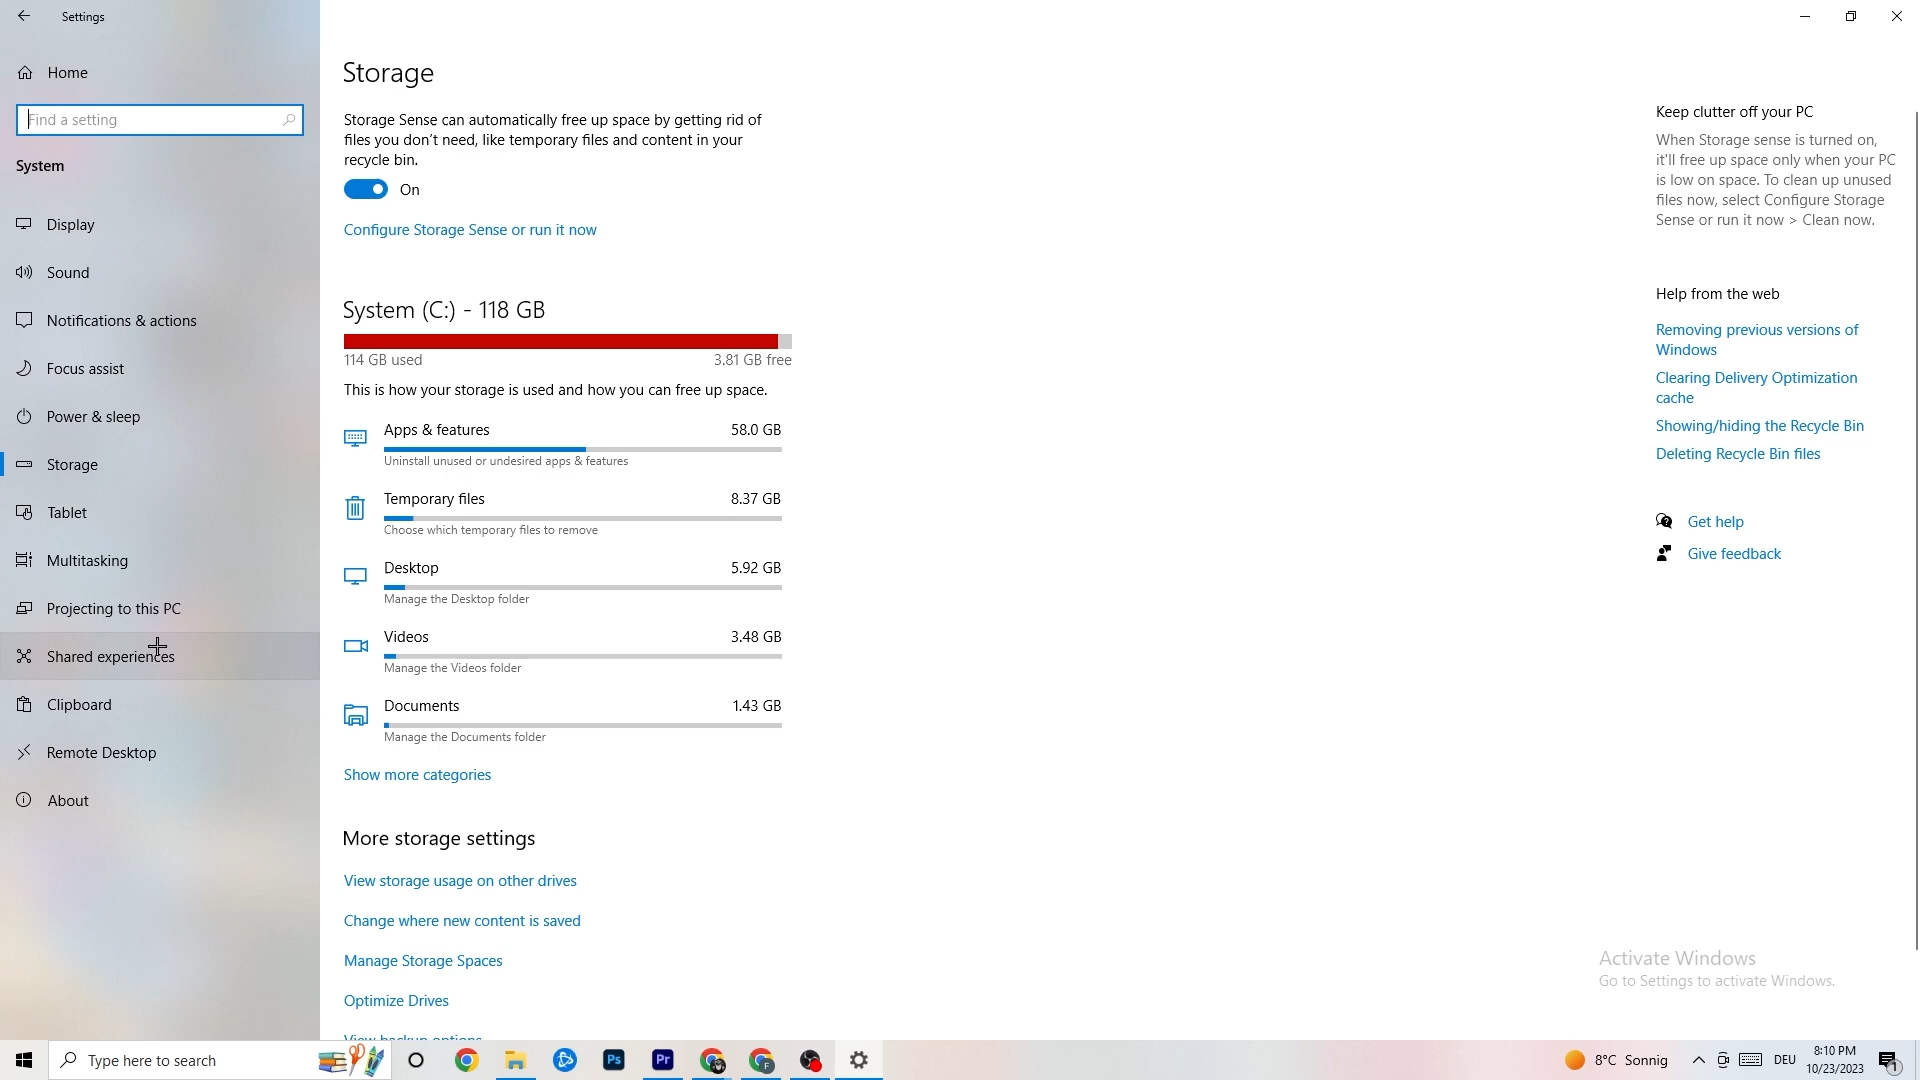 Settings
Home
Find a setting
System
Display
Sound
Notifications & actions
Focus assist
Power & sleep
Storage
Tablet
Multitasking
Projecting to this PC
Shared experiences
Clipboard
Remote Desktop
About
Storage
Storage Sense can automatically free up space by getting rid of
files you don't need, like temporary files and content in your
recycle bin.
On
Configure Storage Sense or run it now
System (C:) - 118 GB
114 GB used 3.81 GB free
This is how your storage is used and how you can free up space.
Apps & features 58.0 GB
Uninstall unused or undesired apps & features
Temporary files 8.37 GB
Choose which temporary files to remove
Desktop 5.92 GB
Manage the Desktop folder
Videos 3.48 GB
Manage the Videos folder
Documents 1.43 GB
Manage the Documents folder
Show more categories
More storage settings
View storage usage on other drives
Change where new content is saved
Manage Storage Spaces
Optimize Drives
View backup options
Keep clutter off your PC
When Storage sense is turned on,
it'll free up space only when your PC
is low on space. To clean up unused
files now, select Configure Storage
Sense or run it now > Clean now.
Help from the web
Removing previous versions of
Windows
Clearing Delivery Optimization
cache
Showing/hiding the Recycle Bin
Deleting Recycle Bin files
Get help
Give feedback
Activate Windows
Go to Settings to activate Windows.
Type here to search
Ps
Pr
F
8°C Sonnig
DEU
8:10 PM
10/23/2023
1